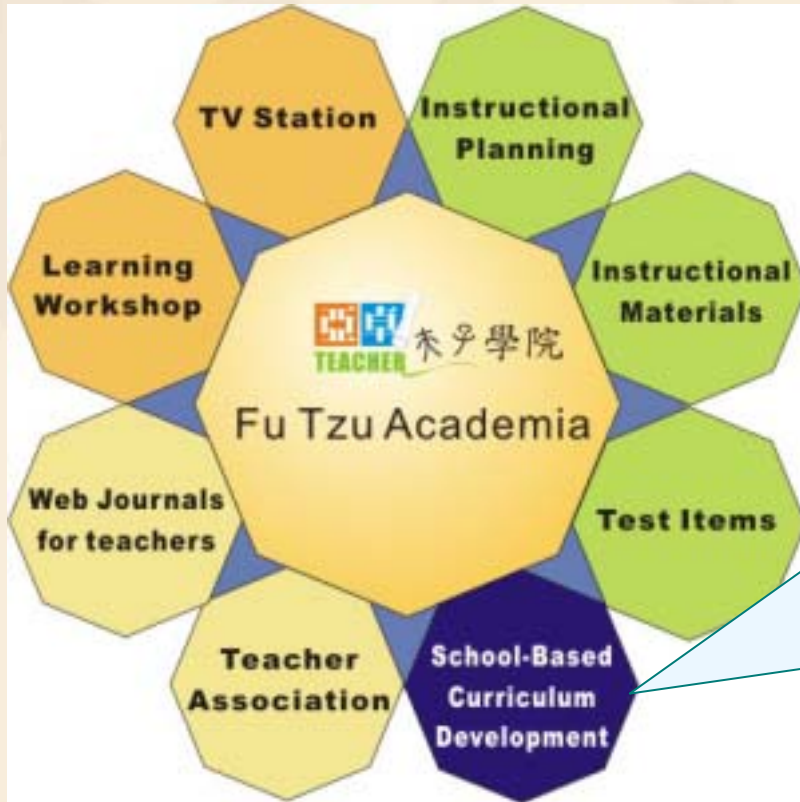 TV Station
Instructional
Planning
Learning
Workshop
Instructional
Materials
TEACHER
夫子學院
Fu Tzu Academia
Web Journals
for teachers
Test Items
Teacher
Association
School-Based
Curriculum
Development